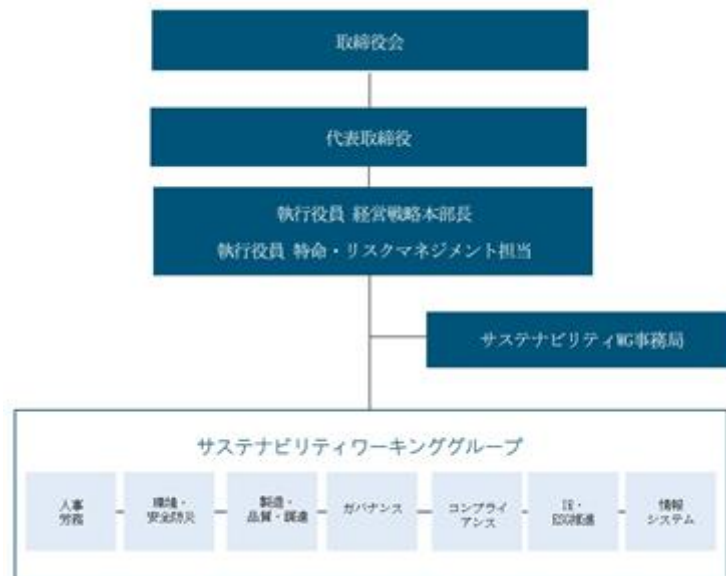 取締役会
代表取締役
執行役員 経営戦略本部長
執行役員 特命・リスクマネジメント担当
サステナビリティWG事務局
サステナビリティワーキンググループ
人事
労務
環境・
安全防災
製造・
品質・調達
ガバナンス
コンプライ
アンス
IR・
ESG推進
情報
システム